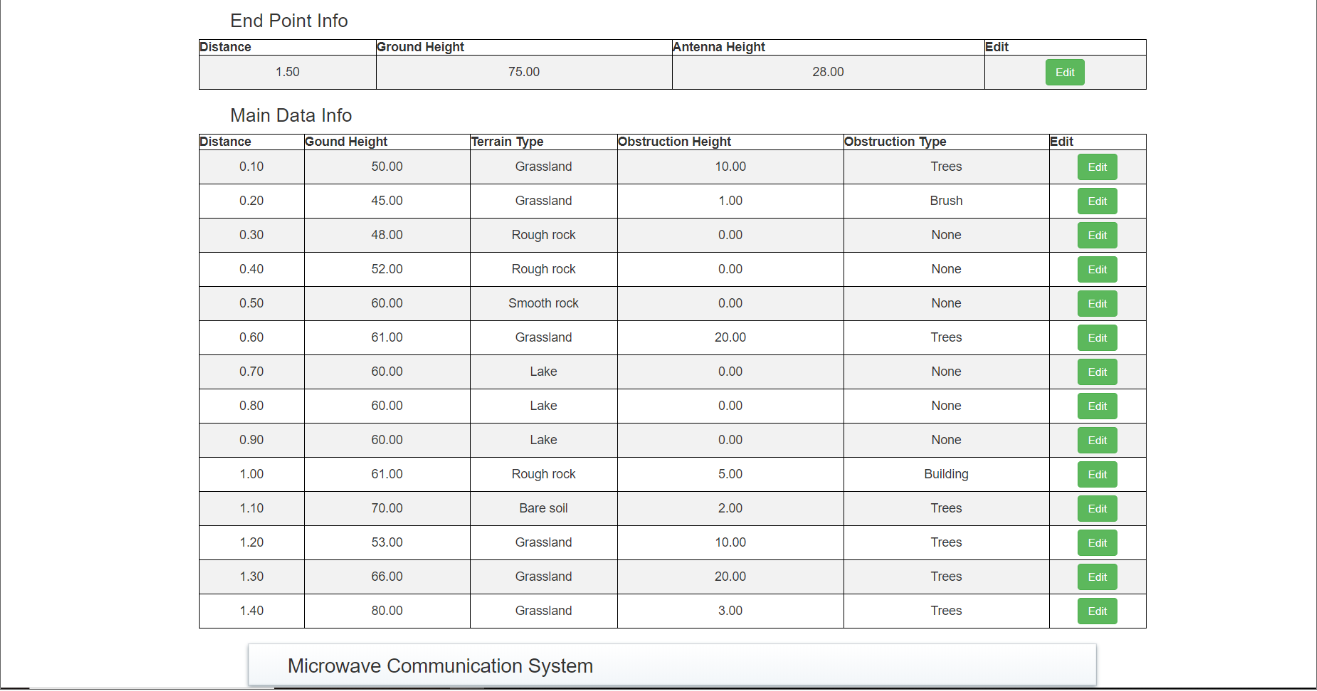 End Point Info
Distance Ground Height Antenna Height Edit
1.50 75.00 28.00 Edit
Main Data Info
Distance Gound Height Terrain Type Obstruction Height Obstruction Type Edit
0.10 50.00 Grassland 10.00 Trees Edit
0.20 45.00 Grassland 1.00 Brush Edit
0.30 48.00 Rough rock 0.00 None Edit
0.40 52.00 Rough rock 0.00 None Edit
0.50 60.00 Smooth rock 0.00 None Edit
0.60 61.00 Grassland 20.00 Trees Edit
0.70 60.00 Lake 0.00 None Edit
0.80 60.00 Lake 0.00 None Edit
0.90 60.00 Lake 0.00 None Edit
1.00 61.00 Rough rock 5.00 Building Edit
1.10 70.00 Bare soil 2.00 Trees Edit
1.20 53.00 Grassland 10.00 Trees Edit
1.30 66.00 Grassland 20.00 Trees Edit
1.40 80.00 Grassland 3.00 Trees Edit
Microwave Communication System